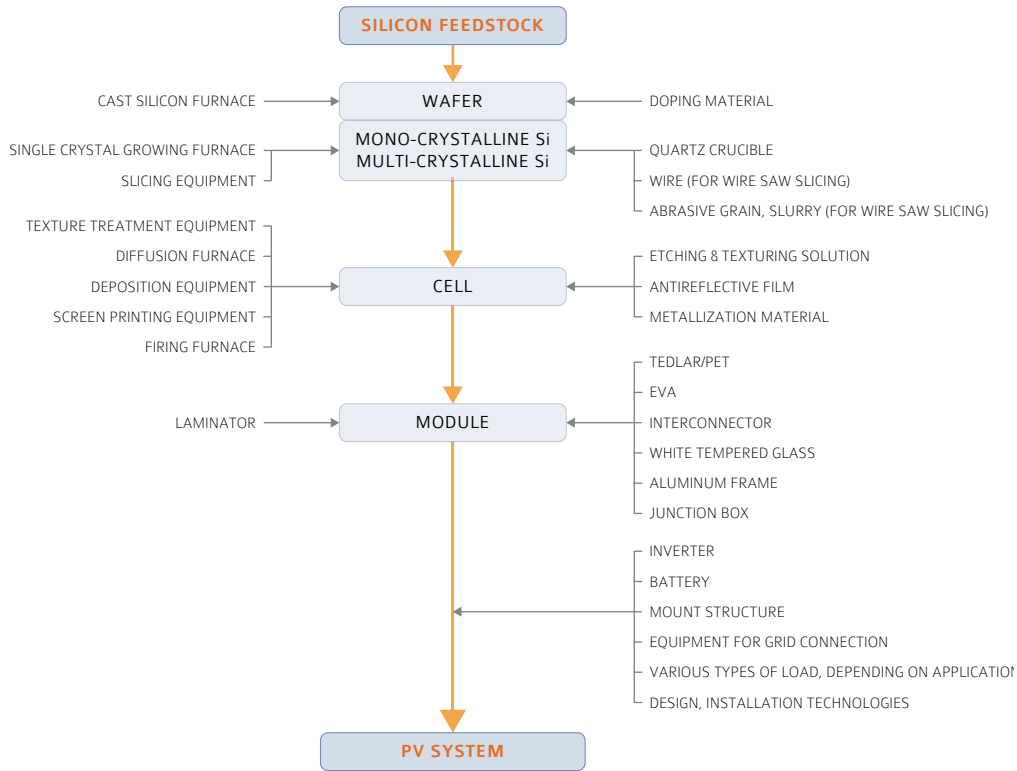 SILICON FEEDSTOCK
CAST SILICON FURNACE
WAFER
DOPING MATERIAL
SINGLE CRYSTAL GROWING FURNACE
SLICING EQUIPMENT
MONO-CRYSTALLINE Si
MULTI-CRYSTALLINE Si
QUARTZ CRUCIBLE
WIRE (FOR WIRE SAW SLICING)
ABRASIVE GRAIN, SLURRY (FOR WIRE SAW SLICING)
TEXTURE TREATMENT EQUIPMENT
DIFFUSION FURNACE
DEPOSITION EQUIPMENT
SCREEN PRINTING EQUIPMENT
FIRING FURNACE
CELL
ETCHING & TEXTURING SOLUTION
ANTIREFLECTIVE FILM
METALLIZATION MATERIAL
LAMINATOR
MODULE
TEDLAR/PET
EVA
INTERCONNECTOR
WHITE TEMPERED GLASS
ALUMINUM FRAME
JUNCTION BOX
INVERTER
BATTERY
MOUNT STRUCTURE
EQUIPMENT FOR GRID CONNECTION
VARIOUS TYPES OF LOAD, DEPENDING ON APPLICATION
DESIGN, INSTALLATION TECHNOLOGIES
PV SYSTEM